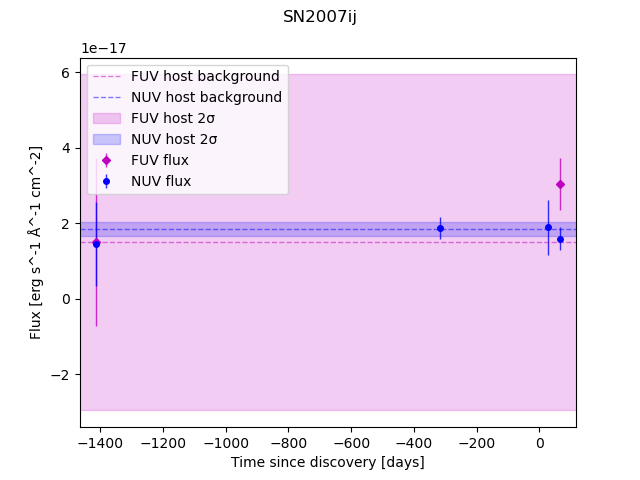 SN2007ij
1e−17
FUV host background
NUV host background
FUV host 2σ
NUV host 2σ
FUV flux
NUV flux
6
4
2
0
−2
Flux [erg s^-1 Å^-1 cm^-2]
−1400 −1200 −1000 −800 −600 −400 −200 0
Time since discovery [days]